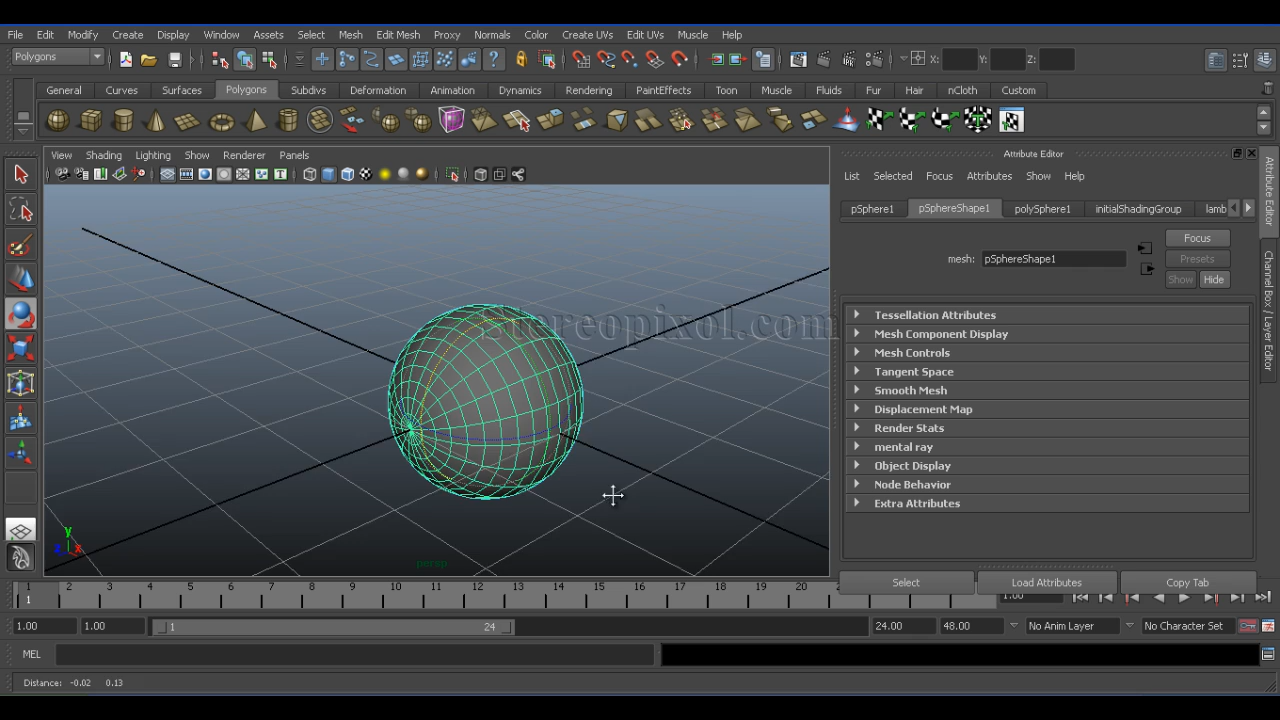 File Edit Modify Create Display Window Assets Select Mesh Edit Mesh Proxy Normals Color Create UVs Edit UVs Muscle Help
Polygons X: Y: Z:
General Curves Surfaces Polygons Subdivs Deformation Animation Dynamics Rendering PaintEffects Toon Muscle Fluids Fur Hair nCloth Custom
View Shading Lighting Show Renderer Panels
Attribute Editor
List Selected Focus Attributes Show Help
pSphere1 pSphereShape1 polySphere1 initialShadingGroup lamb
Focus
mesh: pSphereShape1
Presets
Show Hide
Tessellation Attributes
Mesh Component Display
Mesh Controls
Tangent Space
Smooth Mesh
Displacement Map
Render Stats
mental ray
Object Display
Node Behavior
Extra Attributes
Attribute Editor
Channel Box / Layer Editor
Stereopixol.com
y
z x
persp
Select Load Attributes Copy Tab
1 2 3 4 5 6 7 8 9 10 11 12 13 14 15 16 17 18 19 20
1
1.00
1.00 1.00 1 24 24.00 48.00 No Anim Layer No Character Set
MEL
Distance: -0.02 0.13